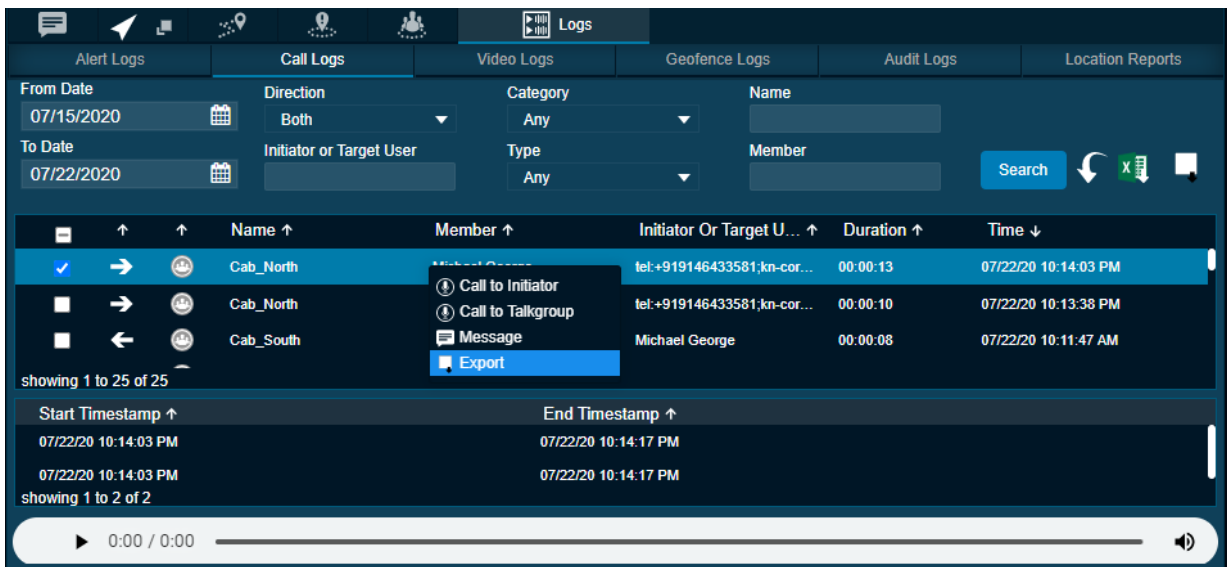 Logs
Alert Logs Call Logs Video Logs Geofence Logs Audit Logs Location Reports
From Date Direction Category Name
07/15/2020 Both Any
To Date Initiator or Target User Type Member
07/22/2020 Any Search
Name Member Initiator Or Target U... Duration Time
Cab_North Michael George tel:+919146433581;kn-cor... 00:00:13 07/22/20 10:14:03 PM
Call to Initiator
Cab_North tel:+919146433581;kn-cor... 00:00:10 07/22/20 10:13:38 PM
Call to Talkgroup
Message
Cab_South Michael George 00:00:08 07/22/20 10:11:47 AM
Export
showing 1 to 25 of 25
Start Timestamp End Timestamp
07/22/20 10:14:03 PM 07/22/20 10:14:17 PM
07/22/20 10:14:03 PM 07/22/20 10:14:17 PM
showing 1 to 2 of 2
0:00 / 0:00